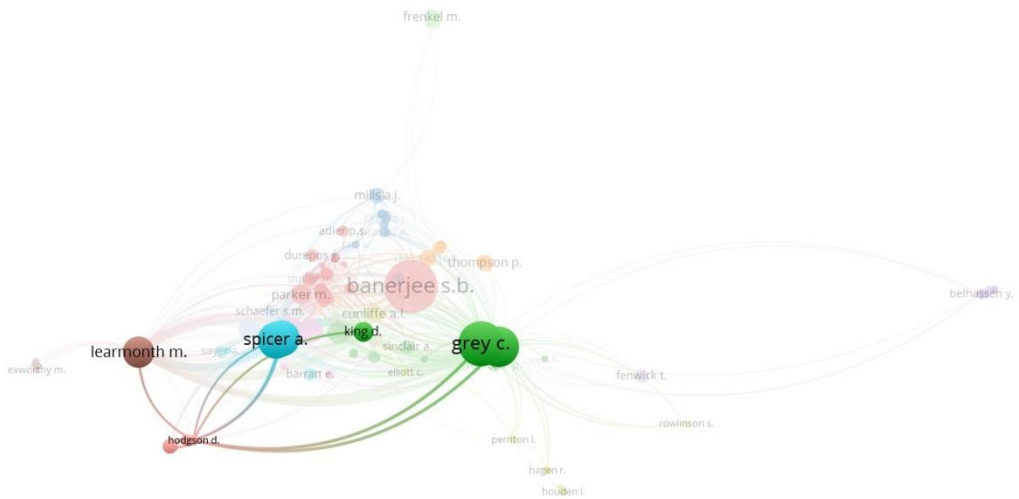 frenkel m.
mills a.j.
adler p.s.
durepos g.
thompson p.
banerjee s.b.
belhassen y.
parker m.
schaefer s.m.
cunliffe a.l.
king d.
spicer a.
grey c.
sinclair a.
learmonth m.
sayer a.
exworthy m.
barratt e.
elliott c.
fenwick t.
rowlinson s.
hodgson d.
perriton l.
hagen r.
houden l.